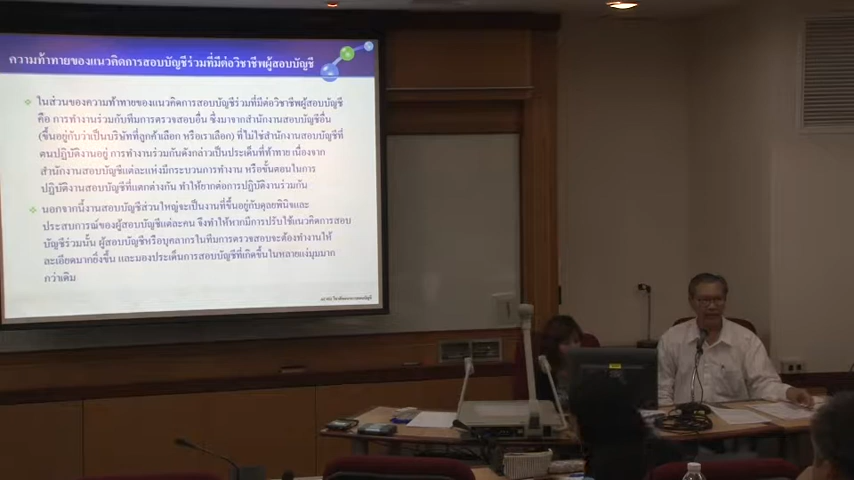 ความท้าทายของแนวคิดการสอบบัญชีร่วมที่มีต่อวิชาชีพผู้สอบบัญชี
ในส่วนของความท้าทายของแนวคิดการสอบบัญชีร่วมที่มีต่อวิชาชีพผู้สอบบัญชี
คือ การทำงานร่วมกับทีมการตรวจสอบอื่น ซึ่งมาจากสำนักงานสอบบัญชีอื่น
(ขึ้นอยู่กับว่าเป็นบริษัทที่ลูกค้าเลือก หรือเราเลือก) ที่ไม่ใช่สำนักงานสอบบัญชีที่
ตนปฏิบัติงานอยู่ การทำงานร่วมกันดังกล่าวเป็นประเด็นที่ท้าทาย เนื่องจาก
สำนักงานสอบบัญชีแต่ละแห่งมีกระบวนการทำงาน หรือขั้นตอนในการ
ปฏิบัติงานสอบบัญชีที่แตกต่างกัน ทำให้ยากต่อการปฏิบัติงานร่วมกัน
นอกจากนี้งานสอบบัญชีส่วนใหญ่จะเป็นงานที่ขึ้นอยู่กับดุลยพินิจและ
ประสบการณ์ของผู้สอบบัญชีแต่ละคน จึงทำให้หากมีการปรับใช้แนวคิดการสอบ
บัญชีร่วมนั้น ผู้สอบบัญชีหรือบุคลากรในทีมการตรวจสอบจะต้องทำงานให้
ละเอียดมากยิ่งขึ้น และมองประเด็นการสอบบัญชีที่เกิดขึ้นในหลายแง่มุมมาก
กว่าเดิม